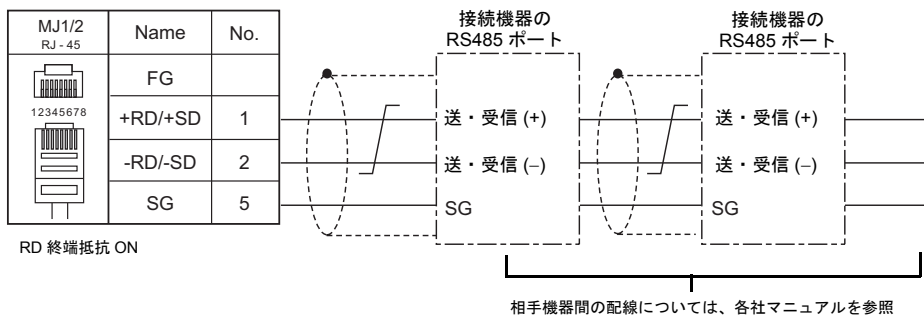 MJ1/2
RJ - 45
Name
No.
12345678
FG
+RD/+SD
1
-RD/-SD
2
SG
5
RD 終端抵抗 ON
接続機器の
RS485 ポート
送・受信 (+)
送・受信 (−)
SG
接続機器の
RS485 ポート
送・受信 (+)
送・受信 (−)
SG
相手機器間の配線については、各社マニュアルを参照